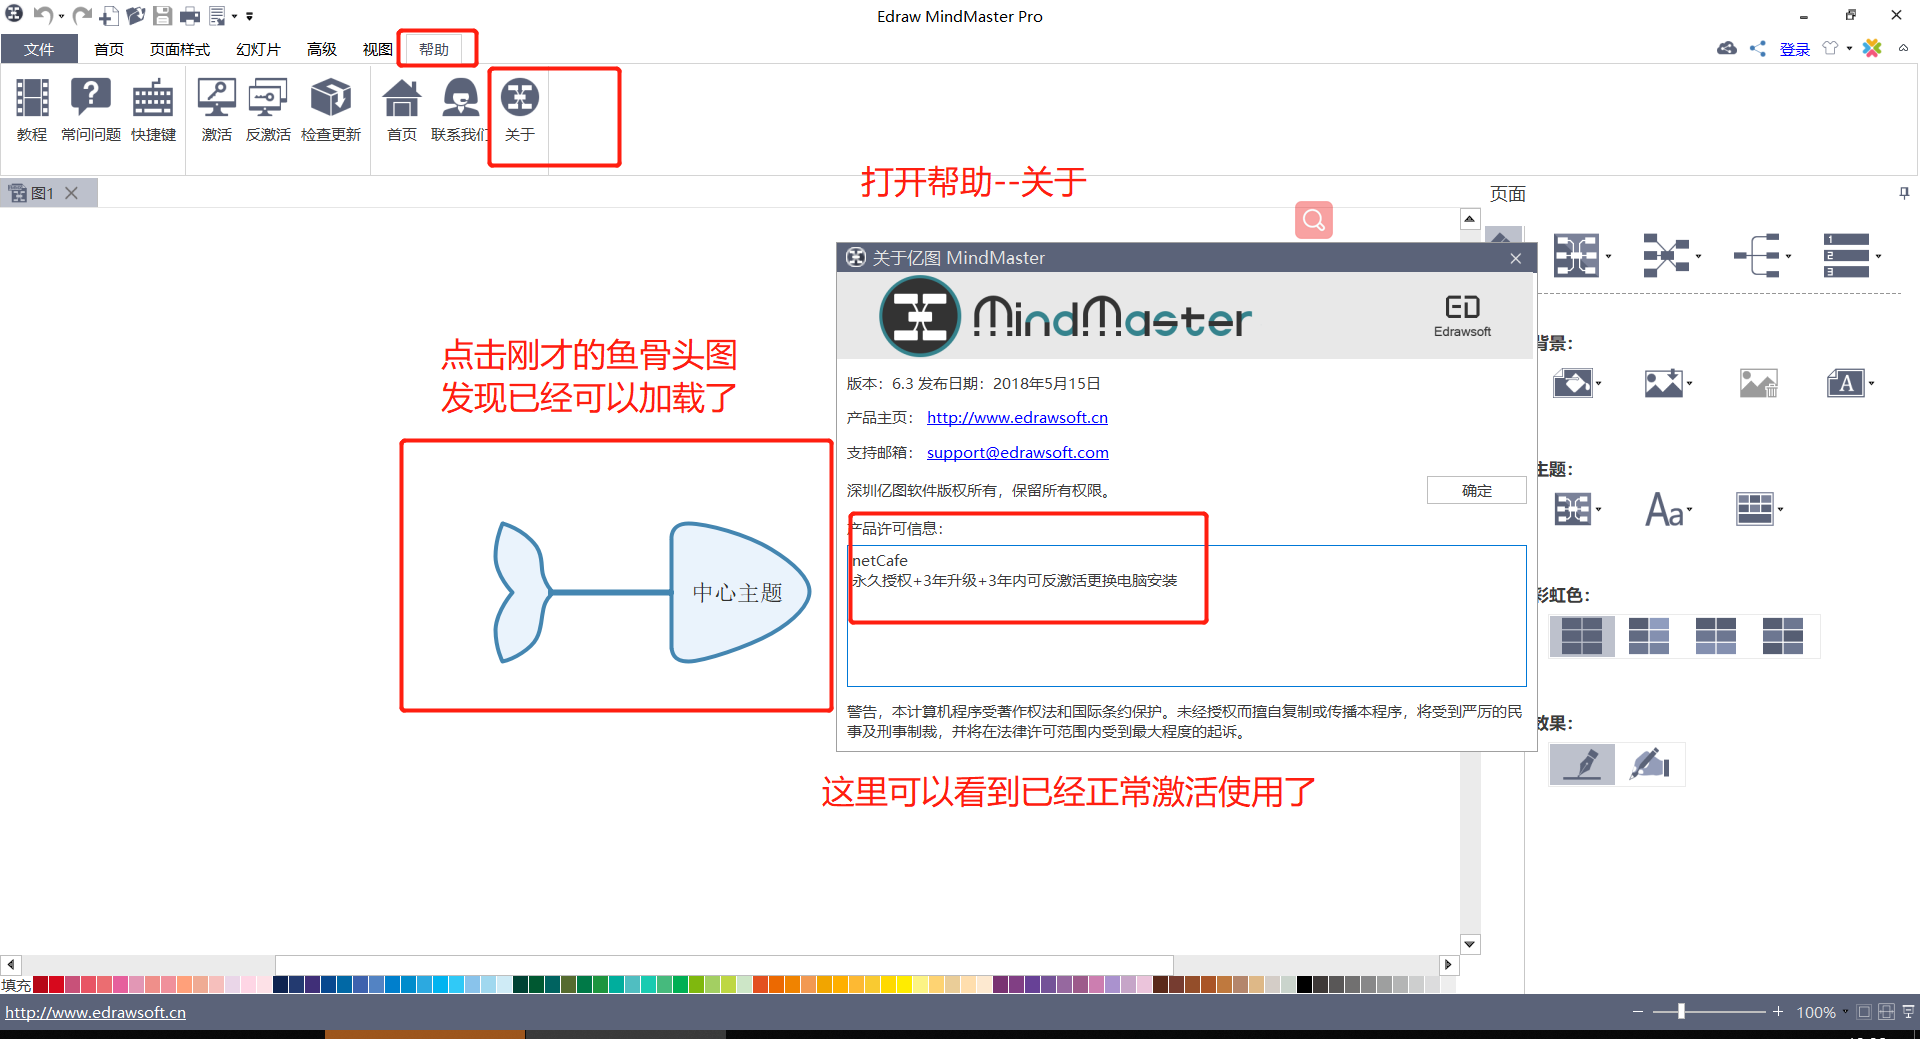 Edraw MindMaster Pro
文件 首页 页面样式 幻灯片 高级 视图 帮助 登录
教程 常问问题 快捷键 激活 反激活 检查更新 首页 联系我们 关于
打开帮助--关于
图1
页面
关于亿图 MindMaster
MindMaster
ED
Edrawsoft
1
2
3
点击刚才的鱼骨头图
发现已经可以加载了
背景：
版本：6.3 发布日期：2018年5月15日
A
产品主页： http://www.edrawsoft.cn
支持邮箱： support@edrawsoft.com
主题：
深圳亿图软件版权所有，保留所有权限。
确定
Aa
产品许可信息：
netCafe
永久授权+3年升级+3年内可反激活更换电脑安装
中心主题
彩虹色：
警告，本计算机程序受著作权法和国际条约保护。未经授权而擅自复制或传播本程序，将受到严厉的民
事及刑事制裁，并将在法律许可范围内受到最大程度的起诉。
效果：
这里可以看到已经正常激活使用了
填充
http://www.edrawsoft.cn
100%